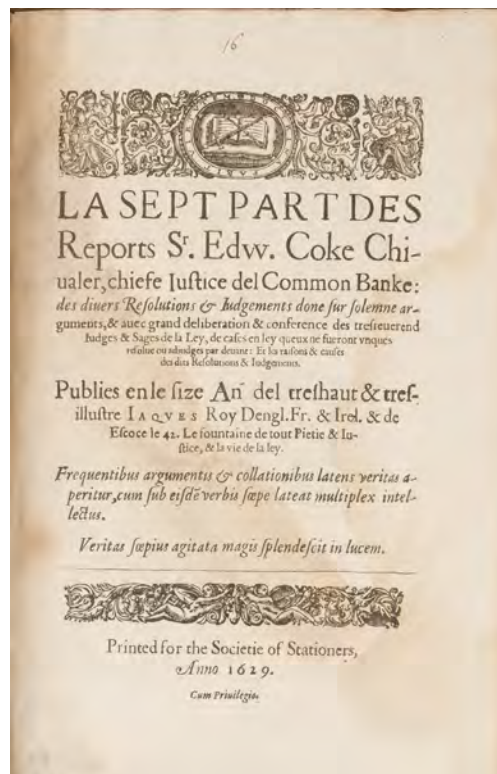 16
LA SEPT PART DES
Reports Sr. Edw. Coke Chi-
ualer, chiefe Iuſtice del Common Banke:
des diuers Reſolutions & Iudgements done ſur ſolemne ar-
guments, & auec grand deliberation & conference des treſreuerend
Iudges & Sages de la Ley, de caſes en ley queux ne fueront vnques
reſolue ou adiudges par deuant: Et les raiſons & cauſes
des dits Reſolutions & Iudgements.
Publies en le ſize An̄ del treſhaut & treſ-
illuſtre IAQVES Roy Dengl. Fr. & Irel. & de
Eſcoce le 42. Le fountaine de tout Pietie & Iu-
ſtice, & la vie de la ley.
Frequentibus argumentis & collationibus latens veritas a-
peritur, cum ſub eiſdē verbis ſæpe lateat multiplex intel-
lectus.
Veritas ſæpius agitata magis ſplendeſcit in lucem.
Printed for the Societie of Stationers,
Anno 1629.
Cum Priuilegio.